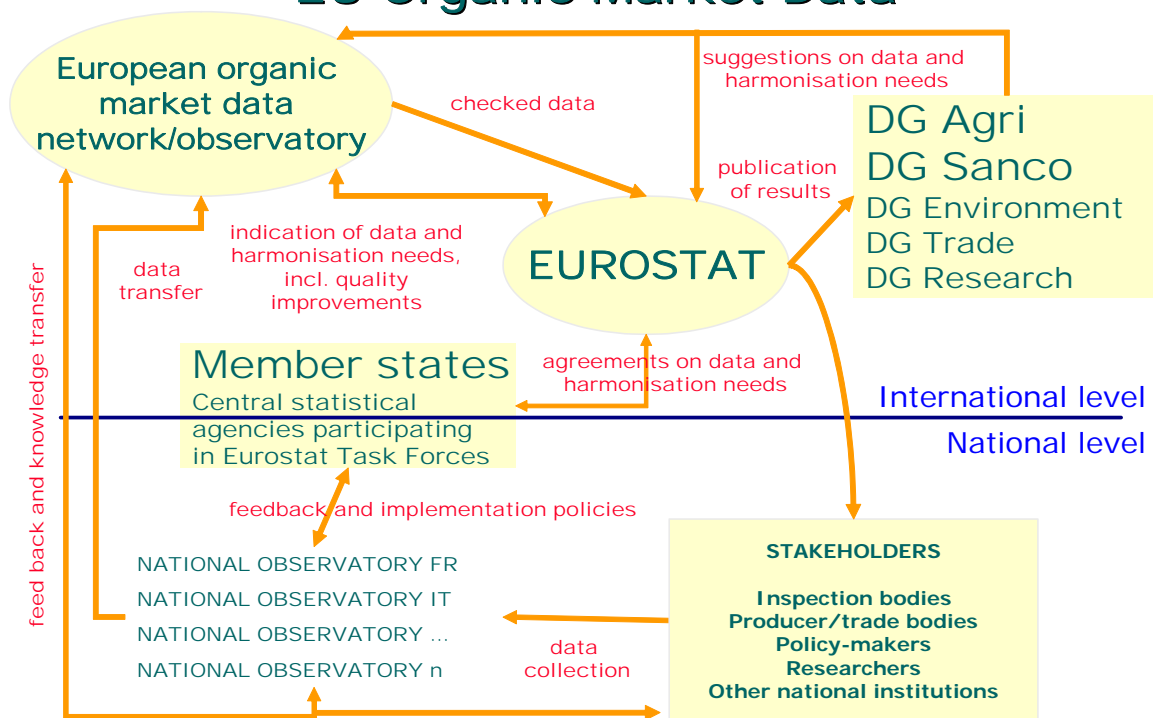 EU Organic Market Data
European organic
market data
network/observatory
checked data
suggestions on data and
harmonisation needs
DG Agri
DG Sanco
DG Environment
DG Trade
DG Research
publication
of results
EUROSTAT
indication of data and
harmonisation needs,
incl. quality
improvements
data
transfer
feed back and knowledge transfer
Member states
Central statistical
agencies participating
in Eurostat Task Forces
agreements on data and
harmonisation needs
International level
National level
feedback and implementation policies
NATIONAL OBSERVATORY FR
NATIONAL OBSERVATORY IT
NATIONAL OBSERVATORY ...
NATIONAL OBSERVATORY n
data
collection
STAKEHOLDERS
Inspection bodies
Producer/trade bodies
Policy-makers
Researchers
Other national institutions